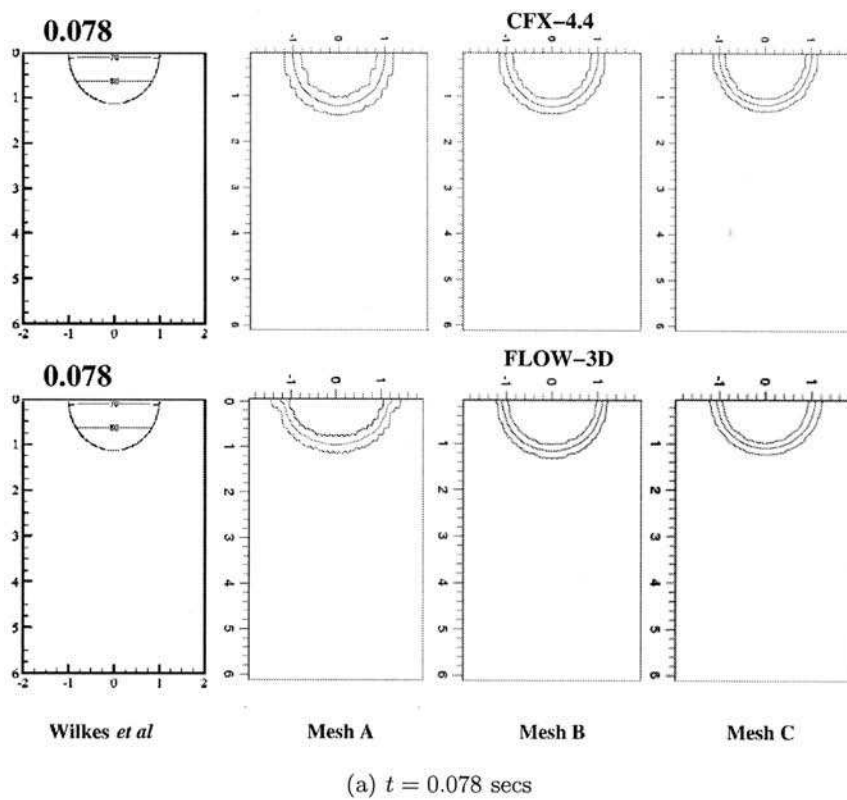 CFX–4.4
0.078
-1 0 1 -1 0 1 -1 0 1
0
70
1 1 1 1
2 2 2 2
3 3 3 3
4 4 4 4
5 5 5 5
6 6 6 6
-2 -1 0 1 2
FLOW–3D
0.078
-1 0 1 -1 0 1 -1 0 1
0 0
70
60
1 1 1 1
2 2 2 2
3 3 3 3
4 4 4 4
5 5 5 5
6 6 6 6
-2 -1 0 1 2
Wilkes et al Mesh A Mesh B Mesh C
(a) t = 0.078 secs